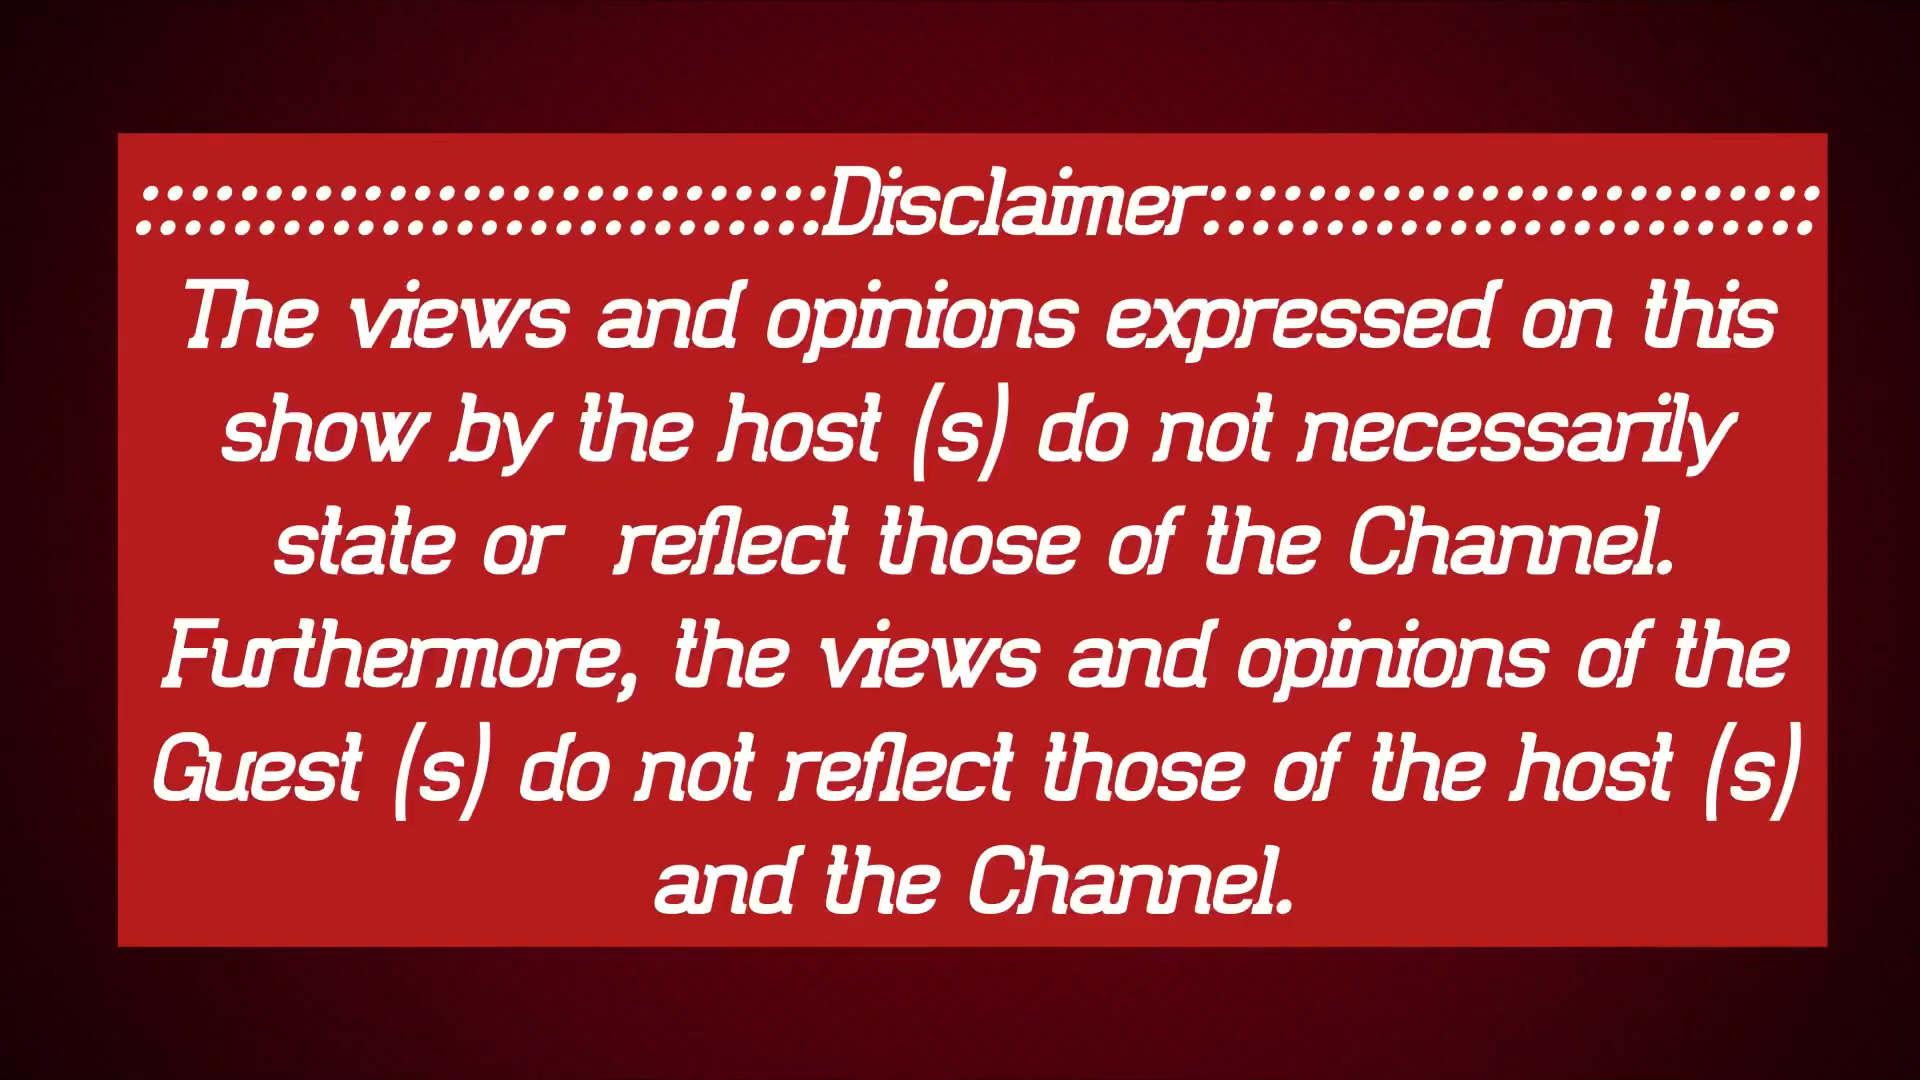 ::::::::::::::::::::::::::::Disclaimer:::::::::::::::::::::::::
The views and opinions expressed on this
show by the host (s) do not necessarily
state or  reflect those of the Channel.
Furthermore, the views and opinions of the
Guest (s) do not reflect those of the host (s)
and the Channel.